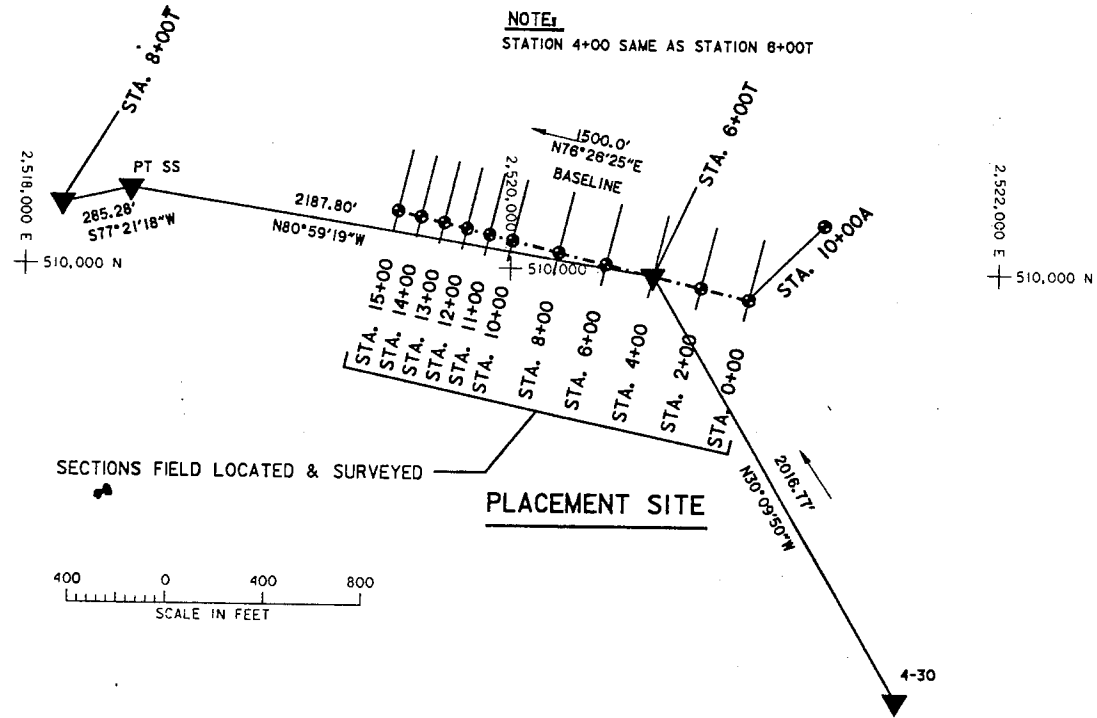 NOTE:
STATION 4+00 SAME AS STATION 6+00T
STA. 8+00T
STA. 6+00T
1500.0'
N76°26'25"E
BASELINE
PT SS
2,518,000 E
2,520,000
2,522,000 E
285.28'
S77°21'18"W
2187.80'
N80°59'19"W
510,000 N
510,000
510,000 N
STA. 10+00A
STA. 15+00
STA. 14+00
STA. 13+00
STA. 12+00
STA. 11+00
STA. 10+00
STA. 8+00
STA. 6+00
STA. 4+00
STA. 2+00
STA. 0+00
SECTIONS FIELD LOCATED & SURVEYED
PLACEMENT SITE
2016.77'
N30°09'50"W
400 0 400 800
SCALE IN FEET
4-30